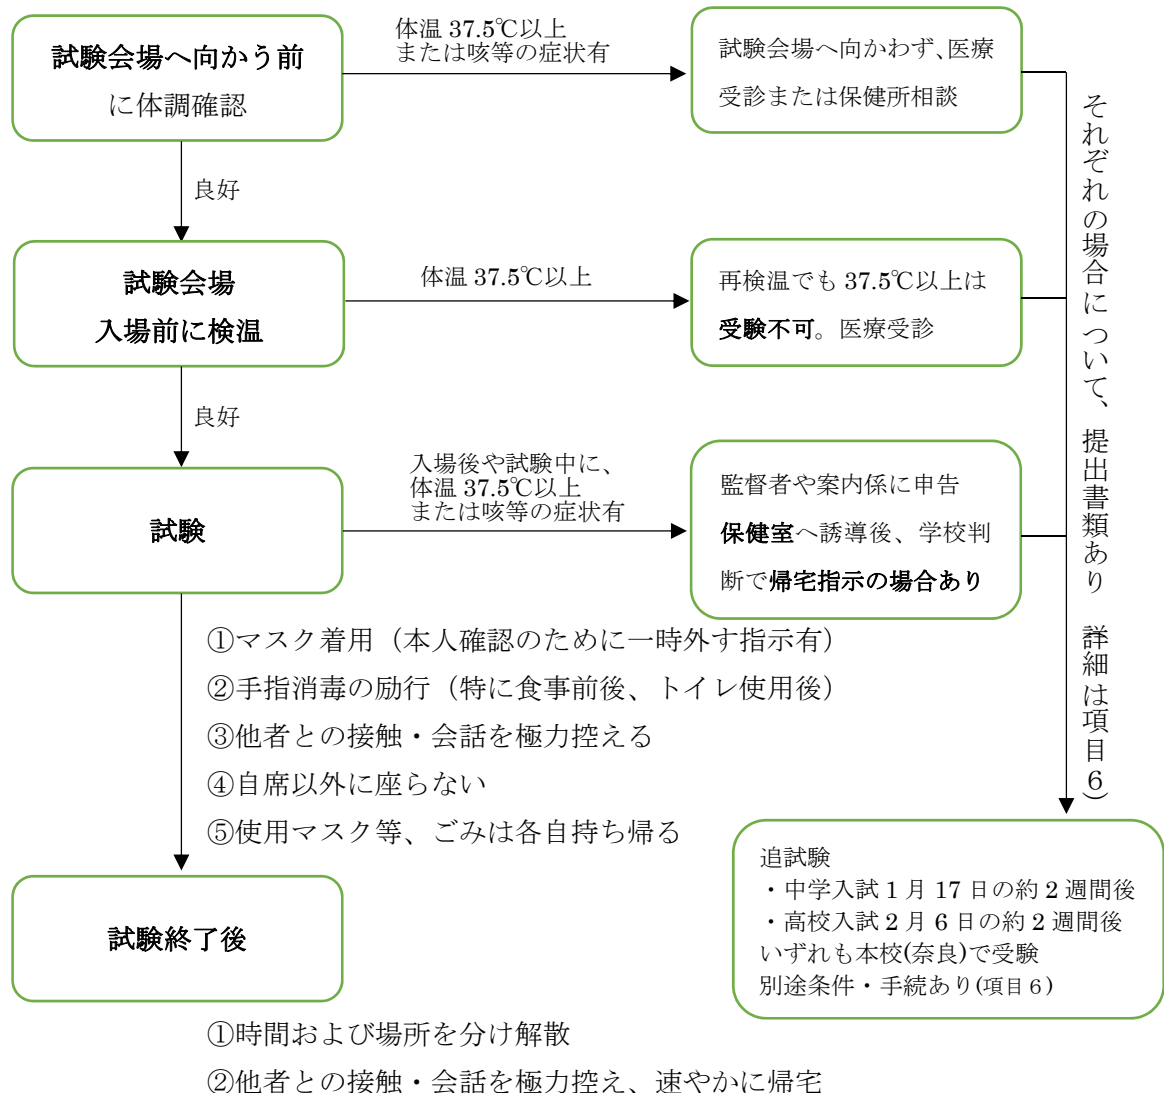 試験会場へ向かう前
に体調確認
体温 37.5℃以上
または咳等の症状有
試験会場へ向かわず、医療
受診または保健所相談
良好
試験会場
入場前に検温
体温 37.5℃以上
再検温でも 37.5℃以上は
受験不可。医療受診
良好
試験
入場後や試験中に、
体温 37.5℃以上
または咳等の症状有
監督者や案内係に申告
保健室へ誘導後、学校判
断で帰宅指示の場合あり
それぞれの場合について、提出書類あり 詳細は項目6）
①マスク着用（本人確認のために一時外す指示有）
②手指消毒の励行（特に食事前後、トイレ使用後）
③他者との接触・会話を極力控える
④自席以外に座らない
⑤使用マスク等、ごみは各自持ち帰る
追試験
・中学入試 1 月 17 日の約 2 週間後
・高校入試 2 月 6 日の約 2 週間後
いずれも本校(奈良)で受験
別途条件・手続あり(項目６)
試験終了後
①時間および場所を分け解散
②他者との接触・会話を極力控え、速やかに帰宅